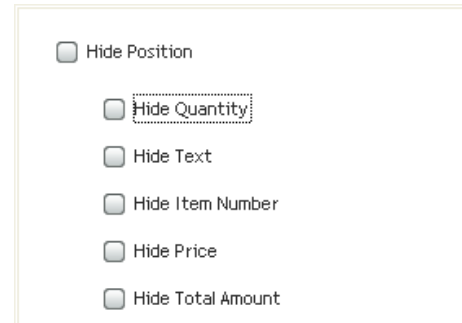 Hide Position
Hide Quantity
Hide Text
Hide Item Number
Hide Price
Hide Total Amount